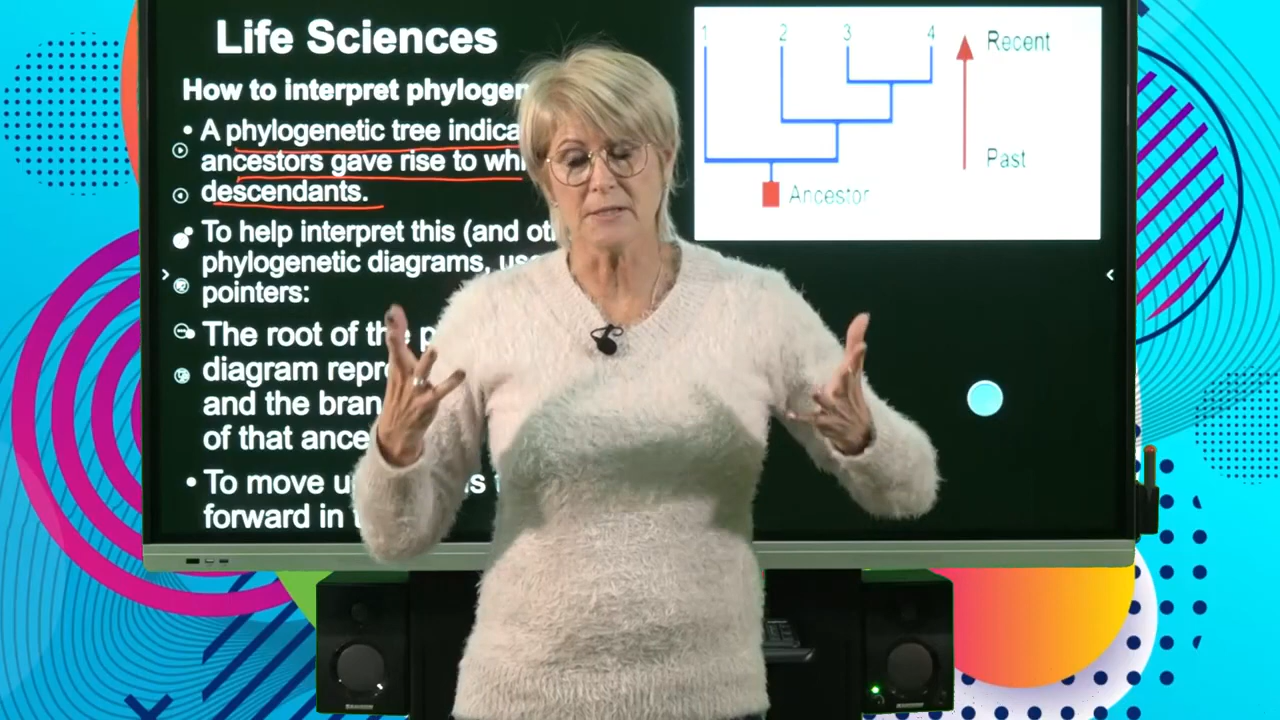 Life Sciences
How to interpret phylogen
• A phylogenetic tree indica
ancestors gave rise to whi
descendants.
• To help interpret this (and ot
phylogenetic diagrams, us
pointers:
• The root of the p
diagram repr
and the bran
of that ance
• To move u s t
forward in t
1 2 3 4
Recent
Past
Ancestor